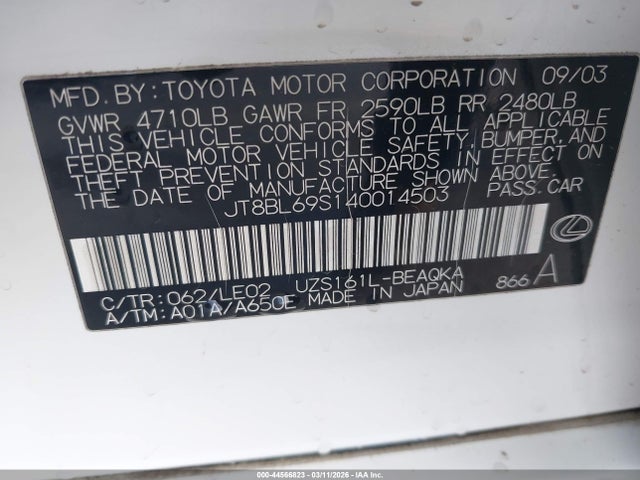 MFD.BY:TOYOTA MOTOR CORPORATION 09/03
GVWR 4710LB GAWR FR 2590LB RR 2480LB
THIS VEHICLE CONFORMS TO ALL APPLICABLE
FEDERAL MOTOR VEHICLE SAFETY,BUMPER,AND
THEFT PREVENTION STANDARDS IN EFFECT ON
THE DATE OF MANUFACTURE SHOWN ABOVE.
JT8BL69S140014503 PASS.CAR
C/TR:062/LE02 UZS161L-BEAQKA
A/TM:A01A/A650E MADE IN JAPAN 866 A
000-44566823 - 03/11/2026 - IAAI.COM